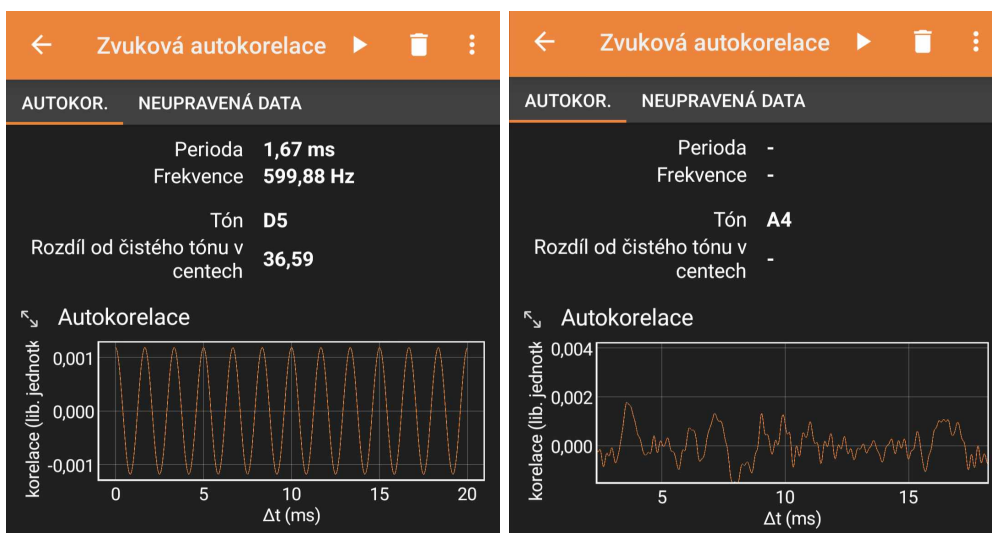 Zvuková autokorelace
AUTOKOR. NEUPRAVENÁ DATA
Perioda 1,67 ms
Frekvence 599,88 Hz
Tón D5
Rozdíl od čistého tónu v
centech 36,59
Autokorelace
korelace (lib. jednotk
0,001
0,000
-0,001
0 5 10 15 20
Δt (ms)
Zvuková autokorelace
AUTOKOR. NEUPRAVENÁ DATA
Perioda -
Frekvence -
Tón A4
Rozdíl od čistého tónu v
centech -
Autokorelace
korelace (lib. jednotk
0,004
0,002
0,000
5 10 15
Δt (ms)